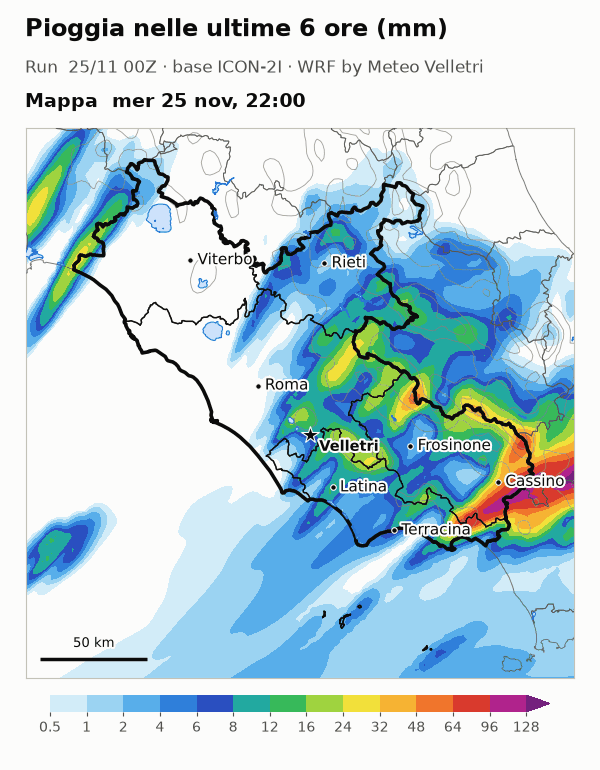 Pioggia nelle ultime 6 ore (mm)
Run  25/11 00Z · base ICON-2I · WRF by Meteo Velletri
Mappa  mer 25 nov, 22:00
Viterbo
Rieti
Roma
Velletri
Frosinone
Latina
Cassino
Terracina
50 km
0.5 1 2 4 6 8 12 16 24 32 48 64 96 128